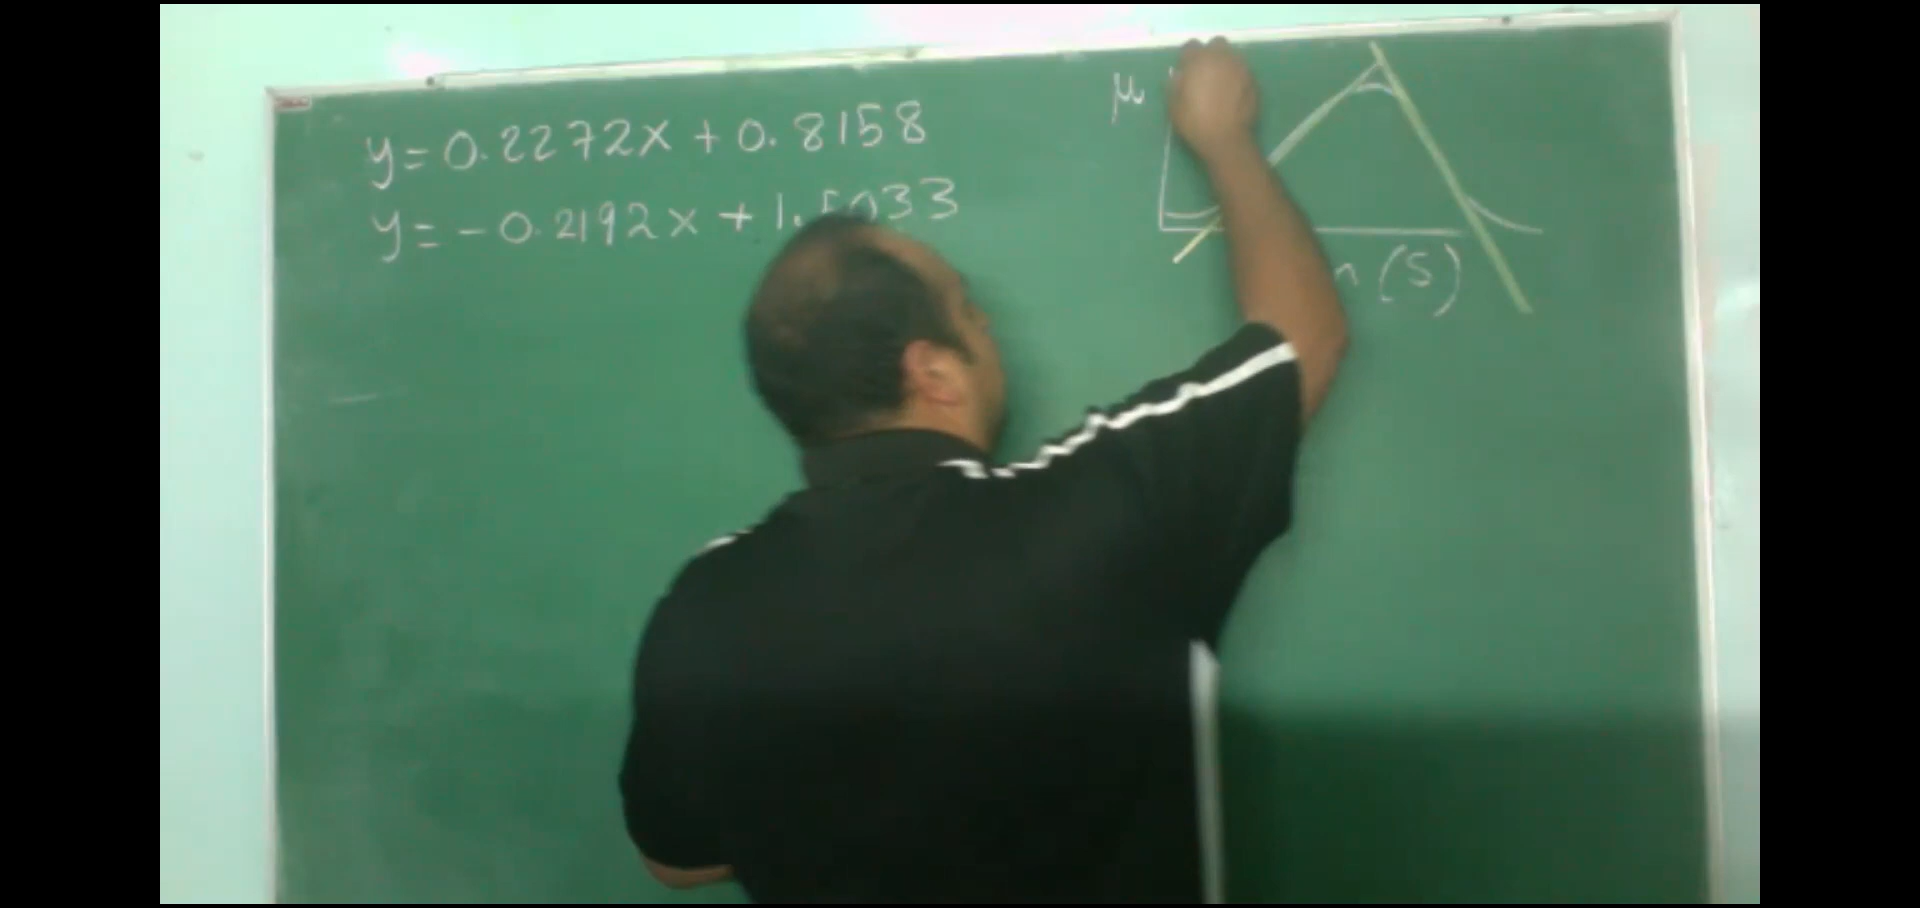 y = 0.2272x + 0.8158
y = -0.2192x + 1.5033
μ
(S)